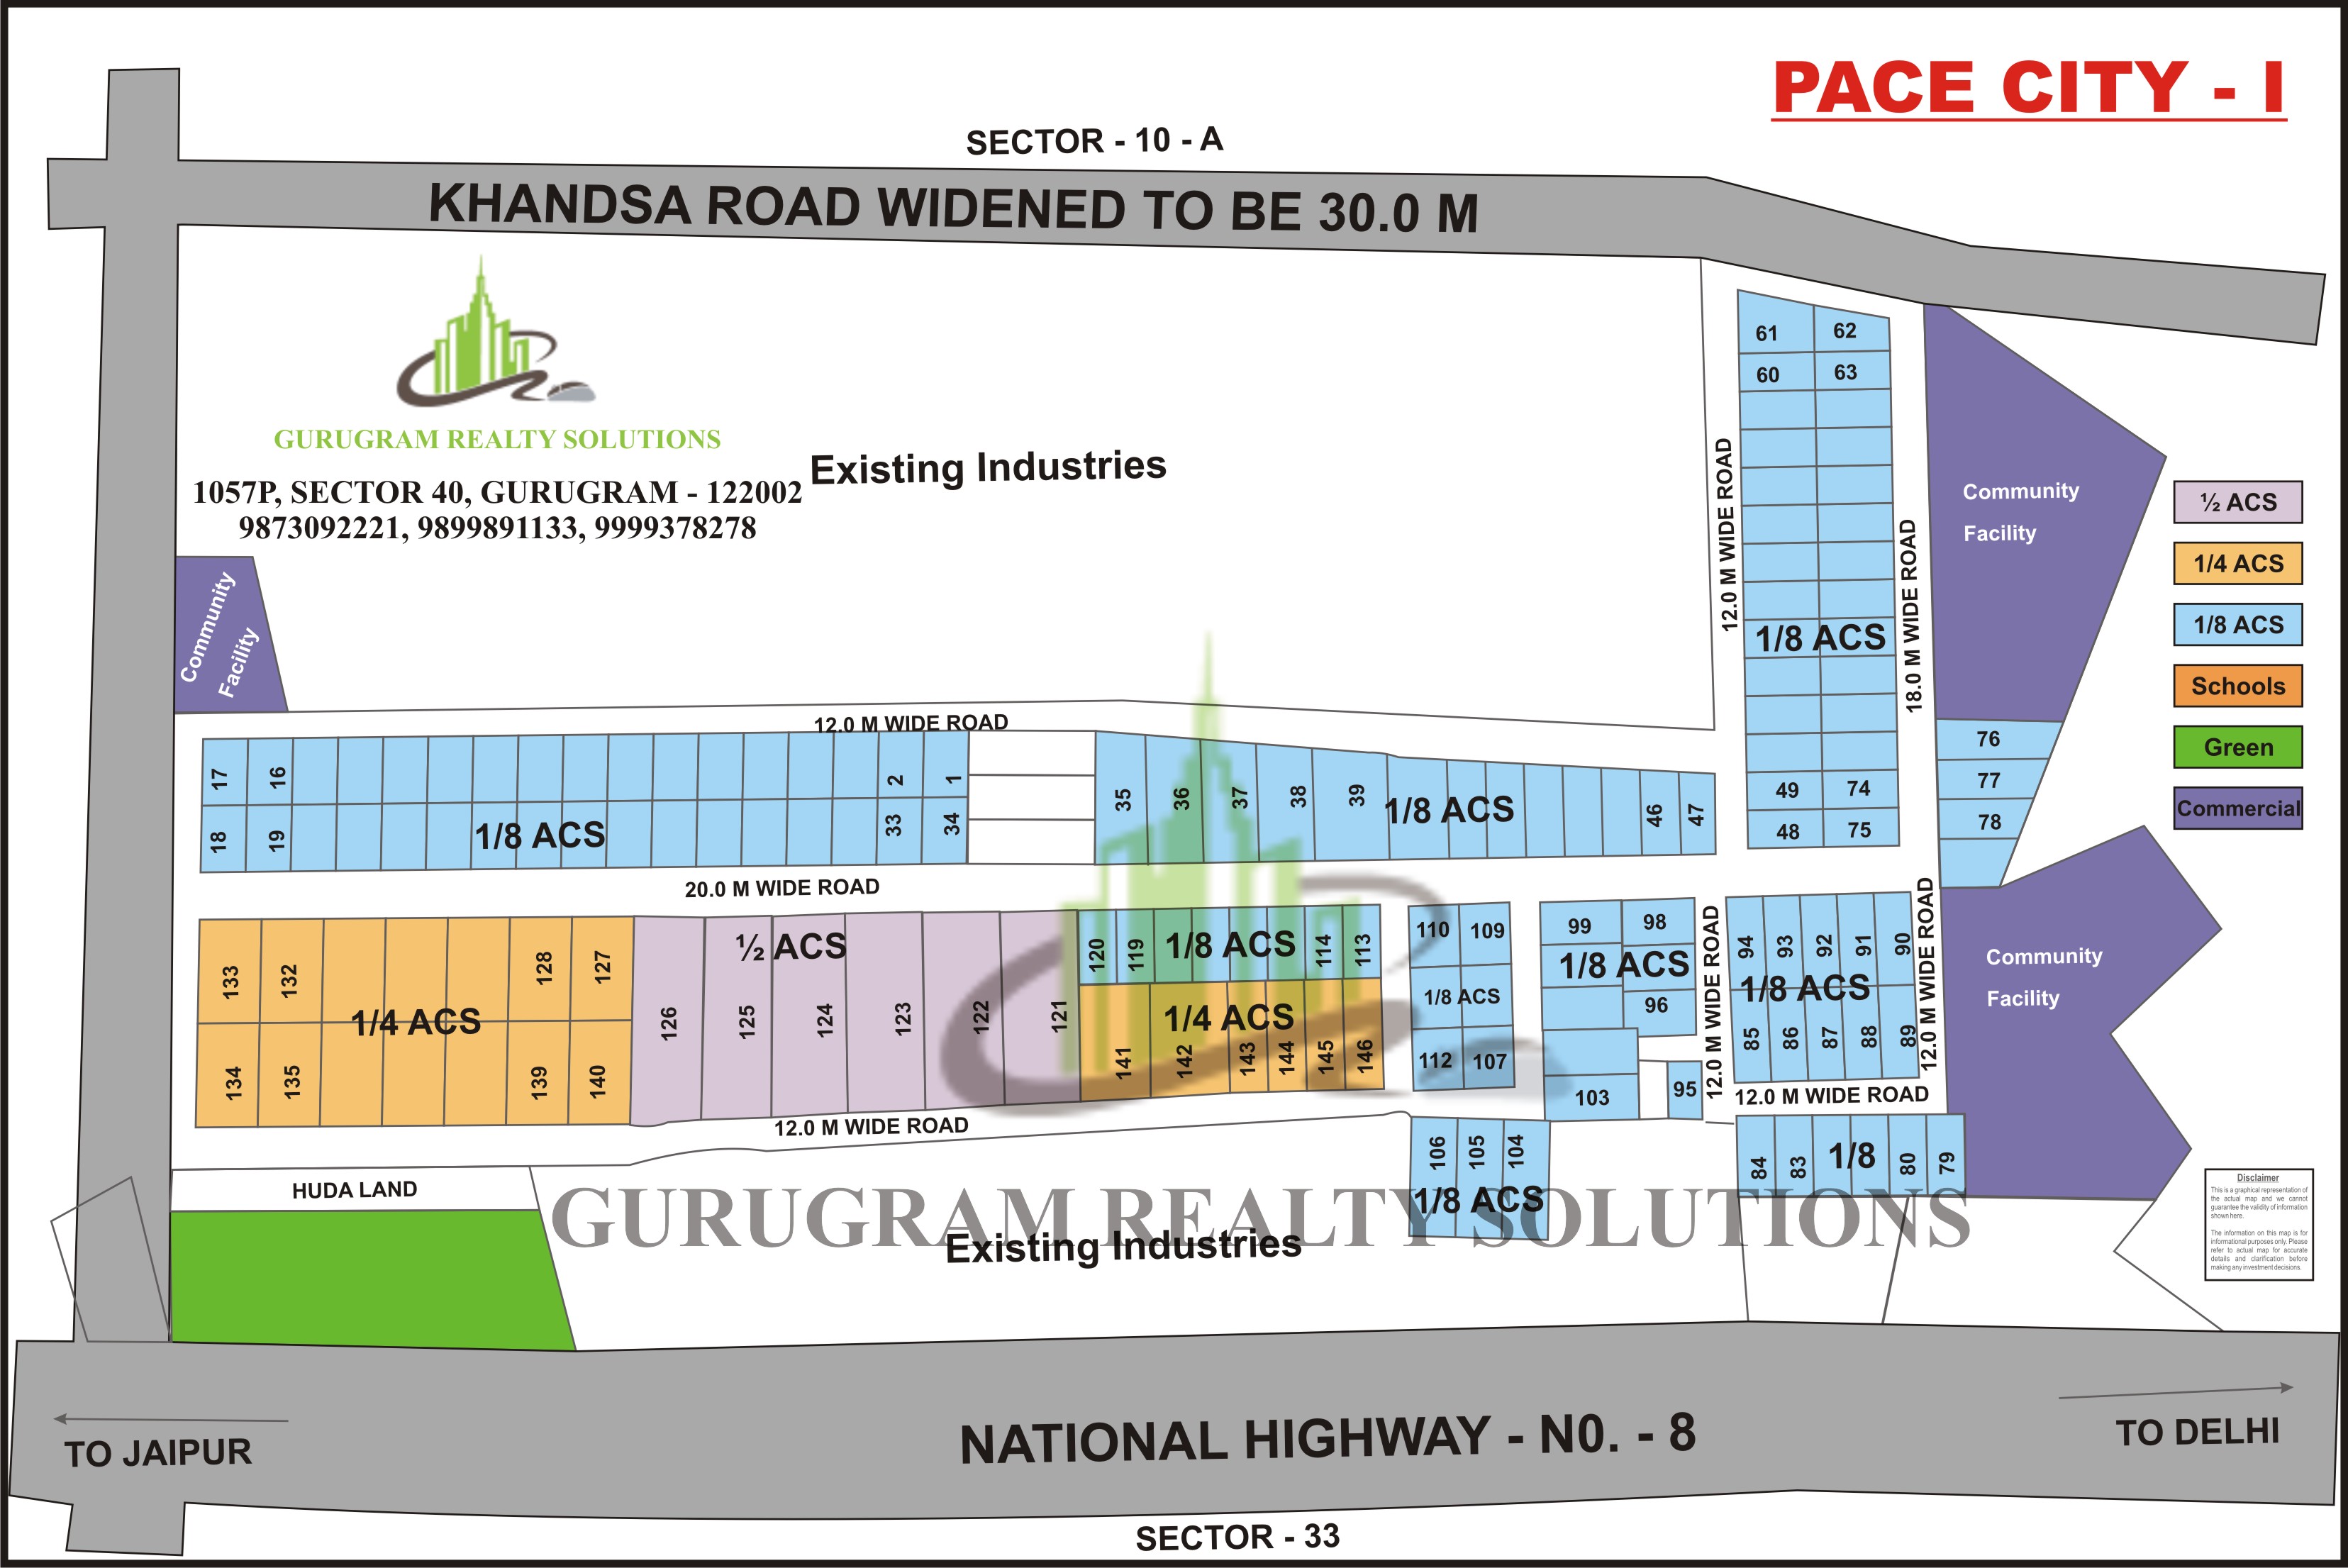 PACE CITY - I
SECTOR - 10 - A
KHANDSA ROAD WIDENED TO BE 30.0 M
GURUGRAM REALTY SOLUTIONS
1057P, SECTOR 40, GURUGRAM - 122002
9873092221, 9899891133, 9999378278
Existing Industries
Community
Facility
61
62
60
63
12.0 M WIDE ROAD
18.0 M WIDE ROAD
1/8 ACS
49
74
48
75
Community
Facility
76
77
78
½ ACS
1/4 ACS
1/8 ACS
Schools
Green
Commercial
12.0 M WIDE ROAD
17
16
2
1
18
19
1/8 ACS
33
34
35
36
37
38
39
1/8 ACS
46
47
20.0 M WIDE ROAD
133
132
128
127
1/4 ACS
134
135
139
140
½ ACS
126
125
124
123
122
121
120
119
1/8 ACS
114
113
1/4 ACS
141
142
143
144
145
146
110
109
1/8 ACS
112
107
99
98
1/8 ACS
96
103
95
12.0 M WIDE ROAD
94
93
92
91
90
1/8 ACS
85
86
87
88
89
12.0 M WIDE ROAD
12.0 M WIDE ROAD
Community
Facility
84
83
1/8
80
79
12.0 M WIDE ROAD
106
105
104
1/8 ACS
HUDA LAND
GURUGRAM REALTY SOLUTIONS
Existing Industries
Disclaimer
This is a graphical representation of
the actual map and we cannot
guarantee the validity of information
shown here.
The information on this map is for
informational purposes only. Please
refer to actual map for accurate
details and clarification before
making any investment decisions.
TO JAIPUR
NATIONAL HIGHWAY - N0. - 8
TO DELHI
SECTOR - 33